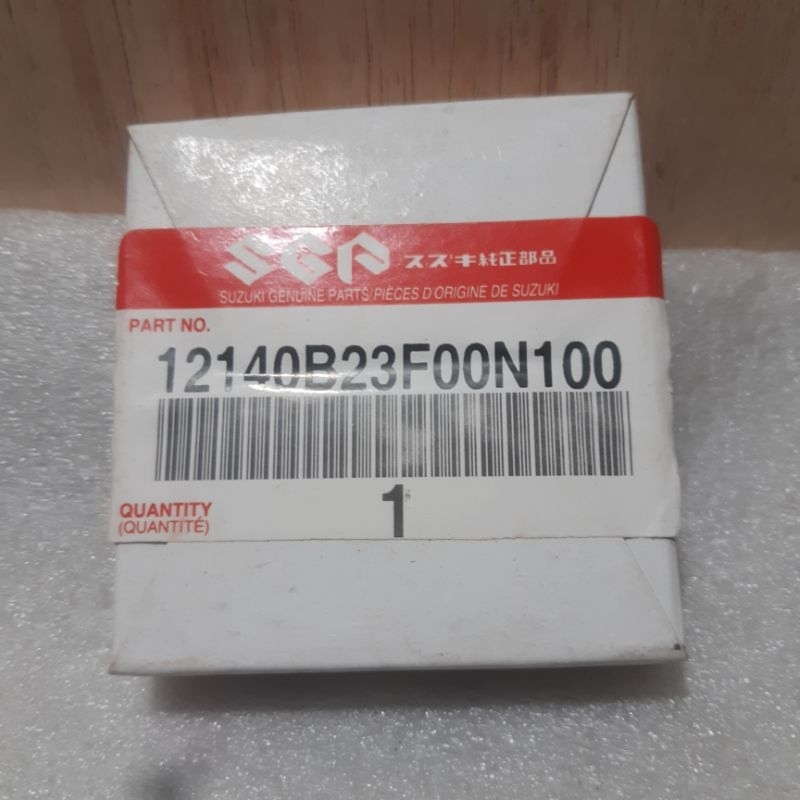 SGP スズキ純正部品
SUZUKI GENUINE PARTS/PIÈCES D'ORIGINE DE SUZUKI
PART NO.
12140B23F00N100
QUANTITY
(QUANTITÉ)
1